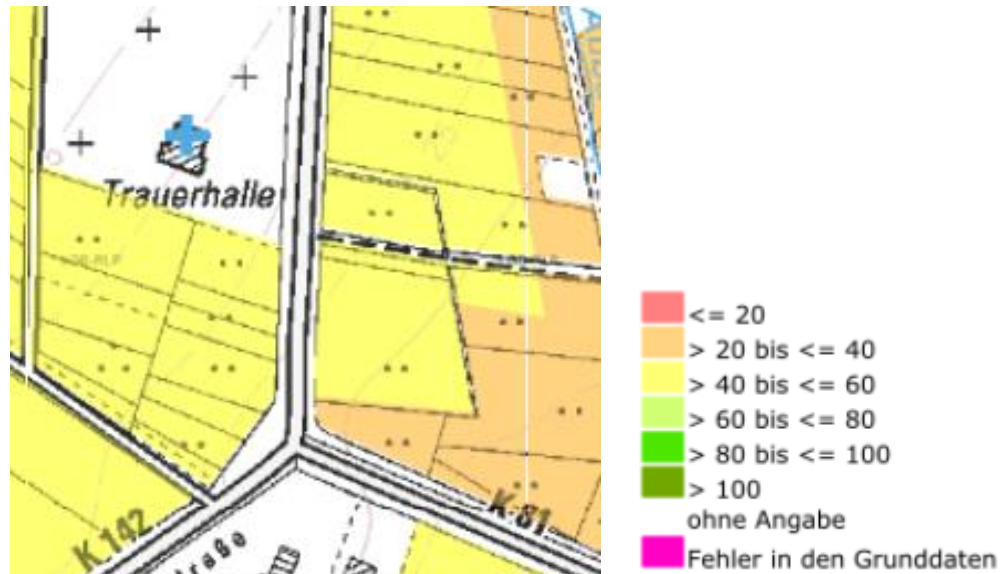 Trauerhalle
K 142
K 81
raße
<= 20
> 20 bis <= 40
> 40 bis <= 60
> 60 bis <= 80
> 80 bis <= 100
> 100
ohne Angabe
Fehler in den Grunddaten